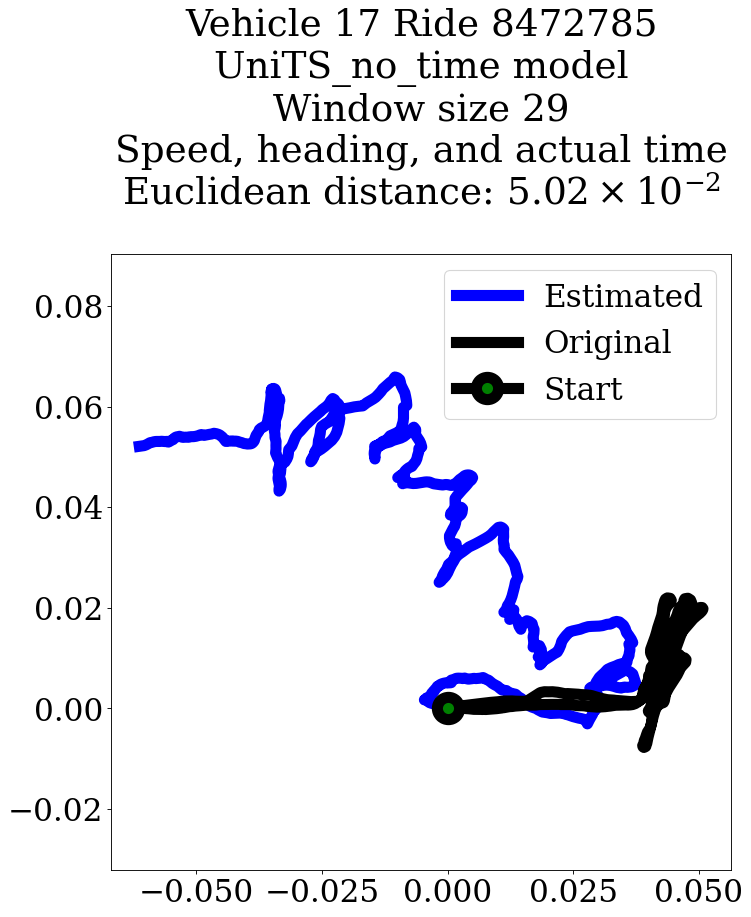 Vehicle 17 Ride 8472785
UniTS_no_time model
Window size 29
Speed, heading, and actual time
Euclidean distance: 5.02 × 10⁻²
Estimated
Original
Start
0.08
0.06
0.04
0.02
0.00
−0.02
−0.050 −0.025 0.000 0.025 0.050